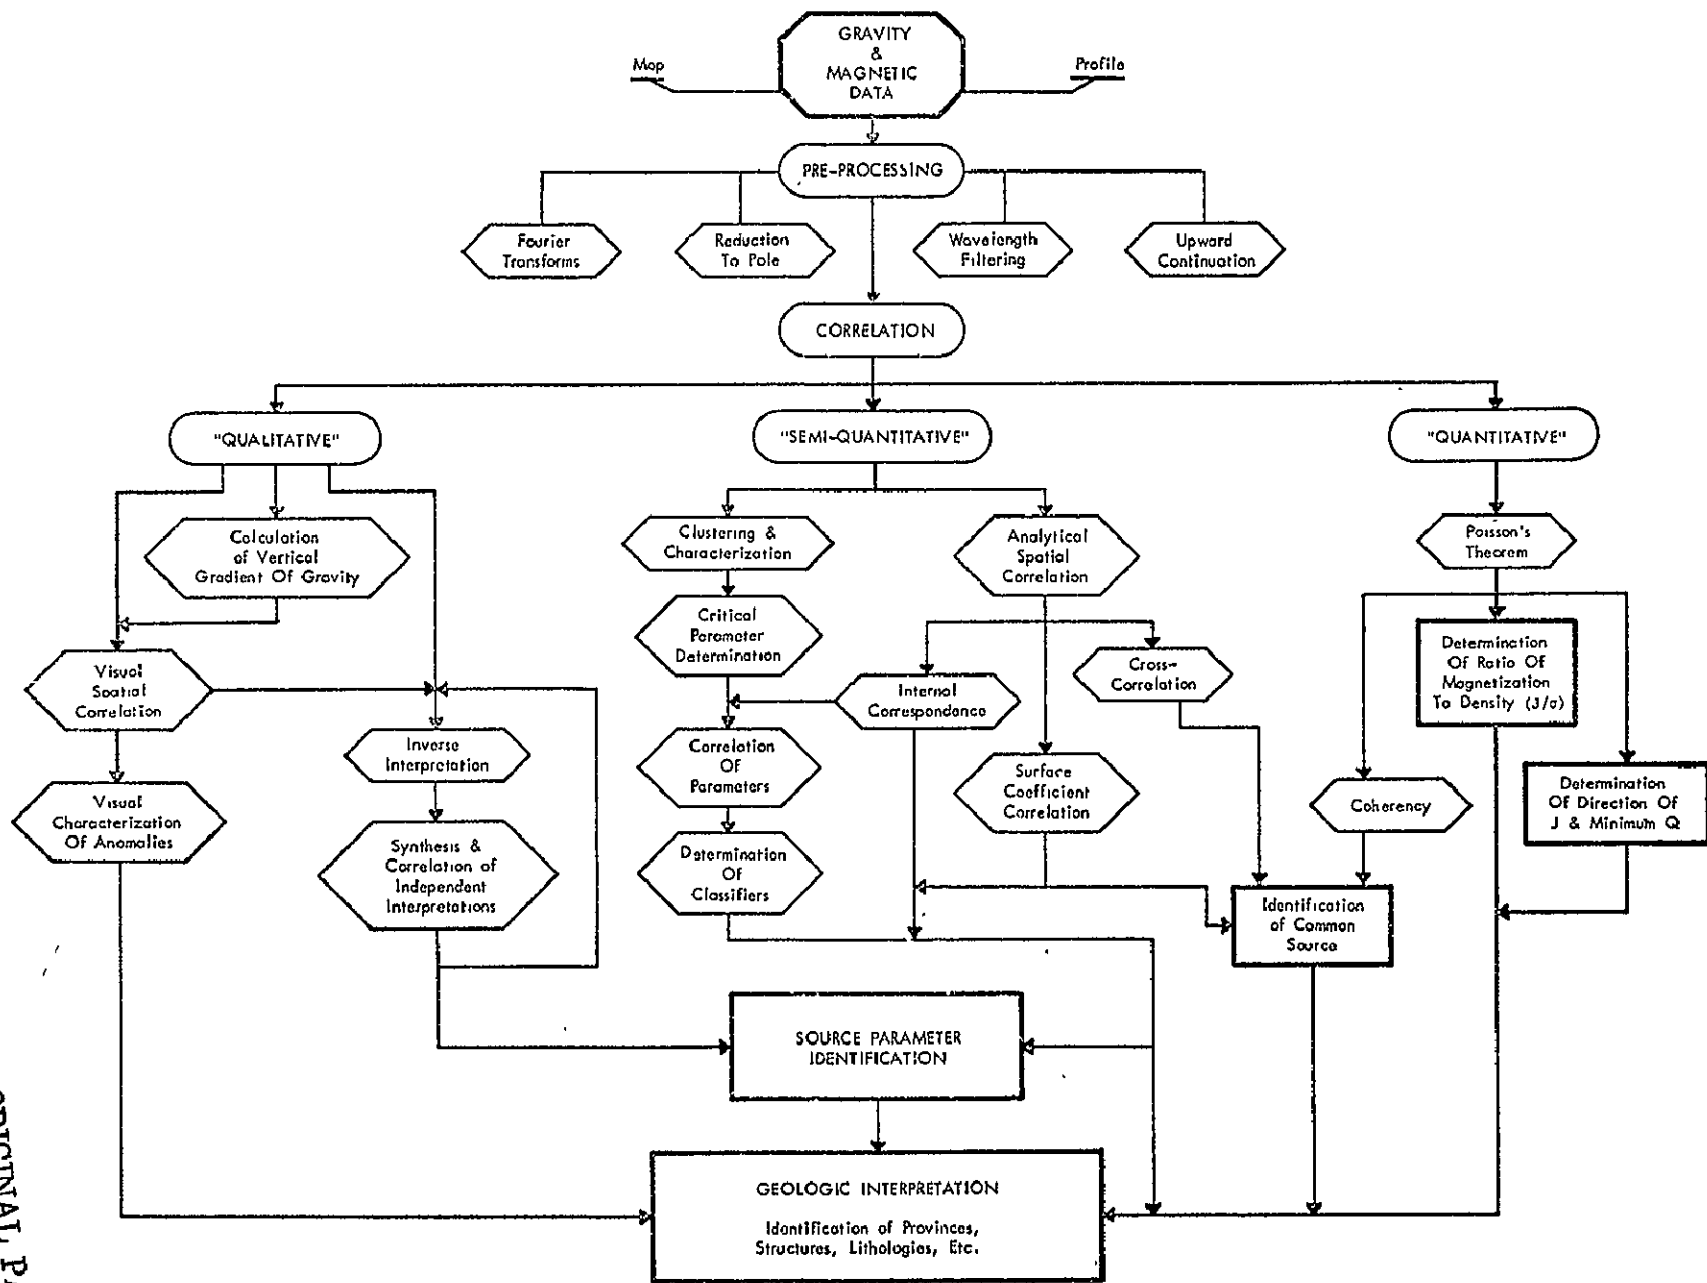 GRAVITY
&
MAGNETIC
DATA
Map
Profile
PRE-PROCESSING
Fourier
Transforms
Reduction
To Pole
Wavelength
Filtering
Upward
Continuation
CORRELATION
"QUALITATIVE"
"SEMI-QUANTITATIVE"
"QUANTITATIVE"
Calculation
of Vertical
Gradient Of Gravity
Clustering &
Characterization
Analytical
Spatial
Correlation
Poisson's
Theorem
Critical
Parameter
Determination
Visual
Spatial
Correlation
Internal
Correspondence
Cross-
Correlation
Determination
Of Ratio Of
Magnetization
To Density (J/σ)
Inverse
Interpretation
Correlation
Of
Parameters
Surface
Coefficient
Correlation
Coherency
Determination
Of Direction Of
J & Minimum Q
Visual
Characterization
Of Anomalies
Synthesis &
Correlation of
Independent
Interpretations
Determination
Of
Classifiers
Identification
of Common
Source
SOURCE PARAMETER
IDENTIFICATION
GEOLOGIC INTERPRETATION
Identification of Provinces,
Structures, Lithologies, Etc.
ORIGINAL